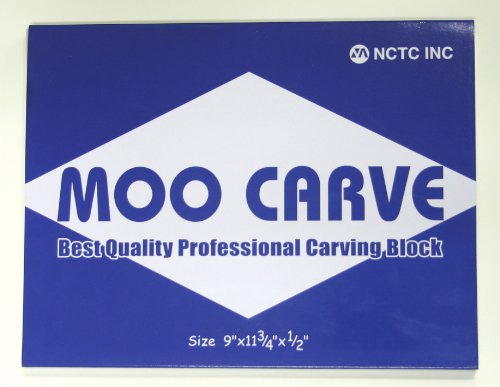 NCTC INC
MOO CARVE
Best Quality Professional Carving Block
Size 9"x11¾"x½"